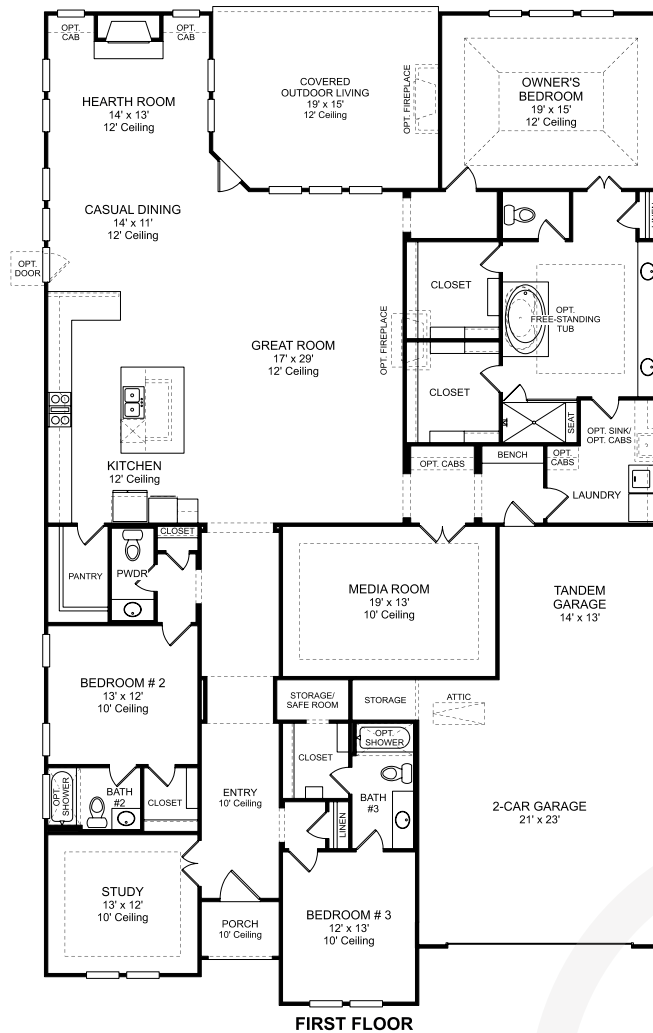 OPT.
CAB
OPT.
CAB
HEARTH ROOM
14' x 13'
12' Ceiling
COVERED
OUTDOOR LIVING
19' x 15'
12' Ceiling
OPT. FIREPLACE
OWNER'S
BEDROOM
19' x 15'
12' Ceiling
CASUAL DINING
14' x 11'
12' Ceiling
OPT.
DOOR
CLOSET
OPT.
FREE-STANDING
TUB
GREAT ROOM
17' x 29'
12' Ceiling
OPT. FIREPLACE
CLOSET
SEAT
OPT. SINK/
OPT. CABS
KITCHEN
12' Ceiling
OPT. CABS
BENCH
OPT.
CABS
LAUNDRY
CLOSET
PANTRY
PWDR
MEDIA ROOM
19' x 13'
10' Ceiling
TANDEM
GARAGE
14' x 13'
BEDROOM # 2
13' x 12'
10' Ceiling
STORAGE/
SAFE ROOM
STORAGE
ATTIC
OPT.
SHOWER
CLOSET
OPT.
SHOWER
BATH
#2
CLOSET
ENTRY
10' Ceiling
BATH
#3
LINEN
2-CAR GARAGE
21' x 23'
STUDY
13' x 12'
10' Ceiling
PORCH
10' Ceiling
BEDROOM # 3
12' x 13'
10' Ceiling
FIRST FLOOR